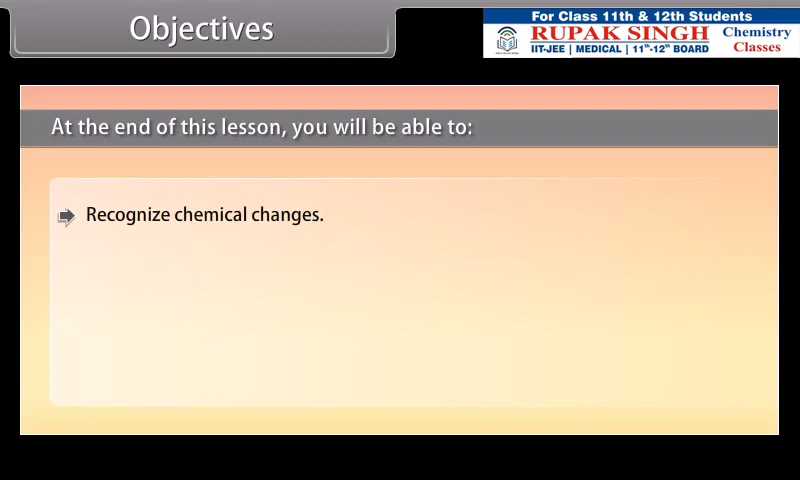 Objectives
For Class 11th & 12th Students
RUPAK SINGH
IIT-JEE | MEDICAL | 11th-12th BOARD
Chemistry
Classes
At the end of this lesson, you will be able to:
Recognize chemical changes.